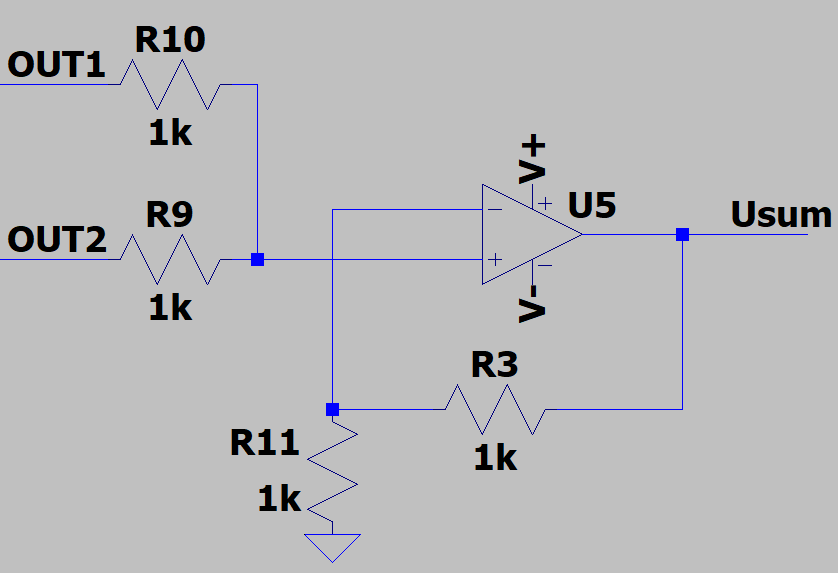 R10
OUT1
1k
R9
OUT2
1k
V+
U5
Usum
V-
R3
1k
R11
1k